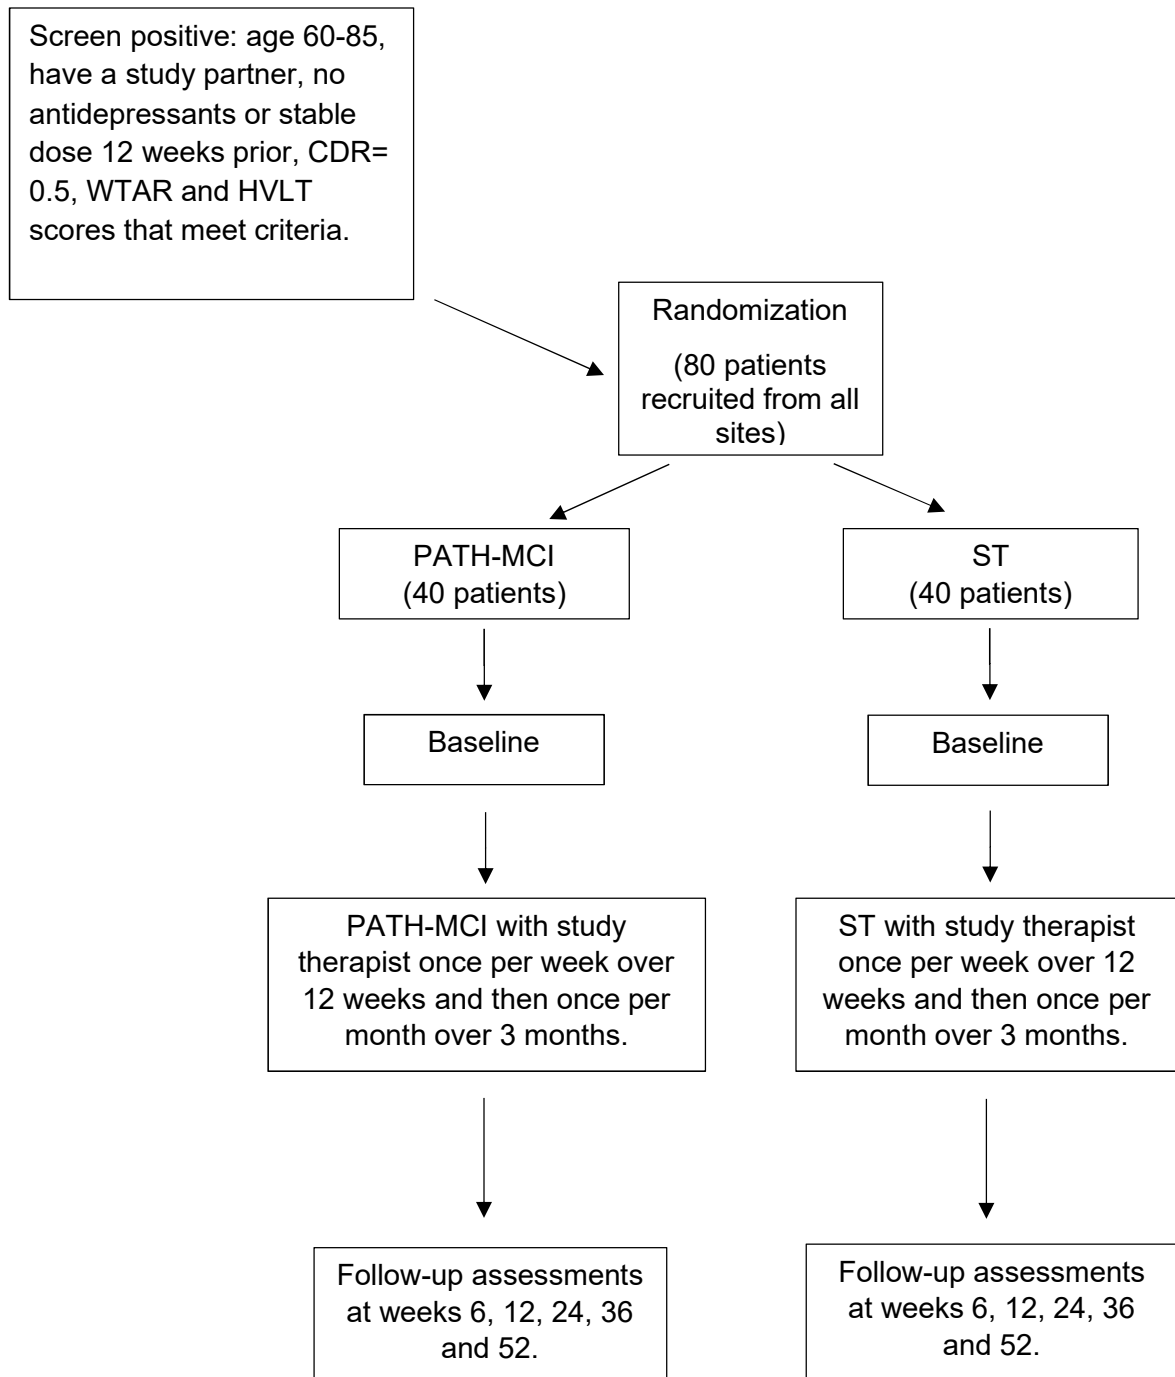 Screen positive: age 60-85,
have a study partner, no
antidepressants or stable
dose 12 weeks prior, CDR=
0.5, WTAR and HVLT
scores that meet criteria.
Randomization
(80 patients
recruited from all
sites)
PATH-MCI
(40 patients)
ST
(40 patients)
Baseline
Baseline
PATH-MCI with study
therapist once per week over
12 weeks and then once per
month over 3 months.
ST with study therapist
once per week over 12
weeks and then once per
month over 3 months.
Follow-up assessments
at weeks 6, 12, 24, 36
and 52.
Follow-up assessments
at weeks 6, 12, 24, 36
and 52.